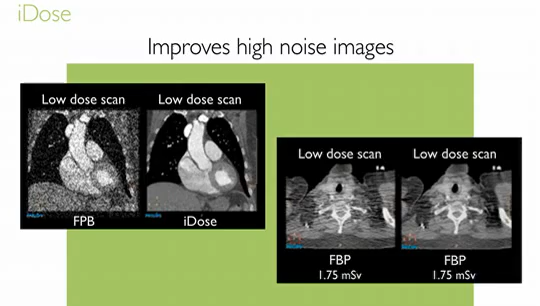 iDose
Improves high noise images
Low dose scan
Low dose scan
FPB
iDose
Low dose scan
Low dose scan
FBP
1.75 mSv
FBP
1.75 mSv